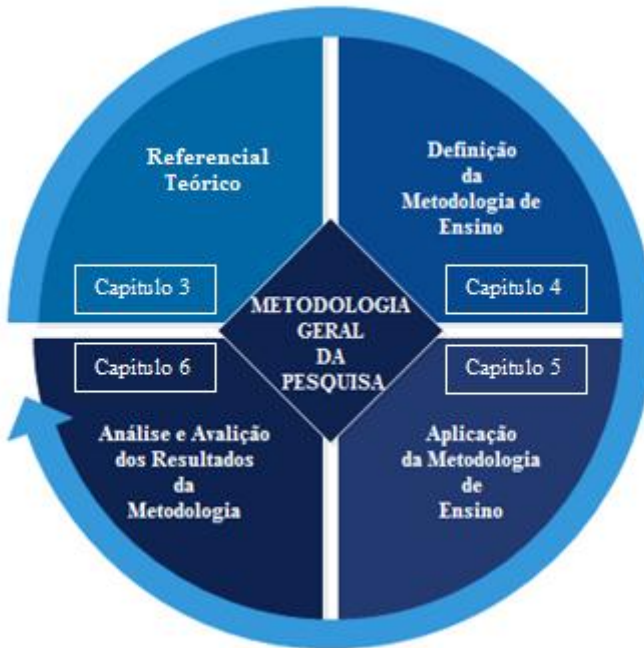 Referencial
Teórico
Capitulo 3
Definição
da
Metodologia de
Ensino
Capitulo 4
METODOLOGIA
GERAL
DA
PESQUISA
Capitulo 5
Aplicação
da Metodologia
de
Ensino
Capitulo 6
Análise e Avalição
dos Resultados
da
Metodologia